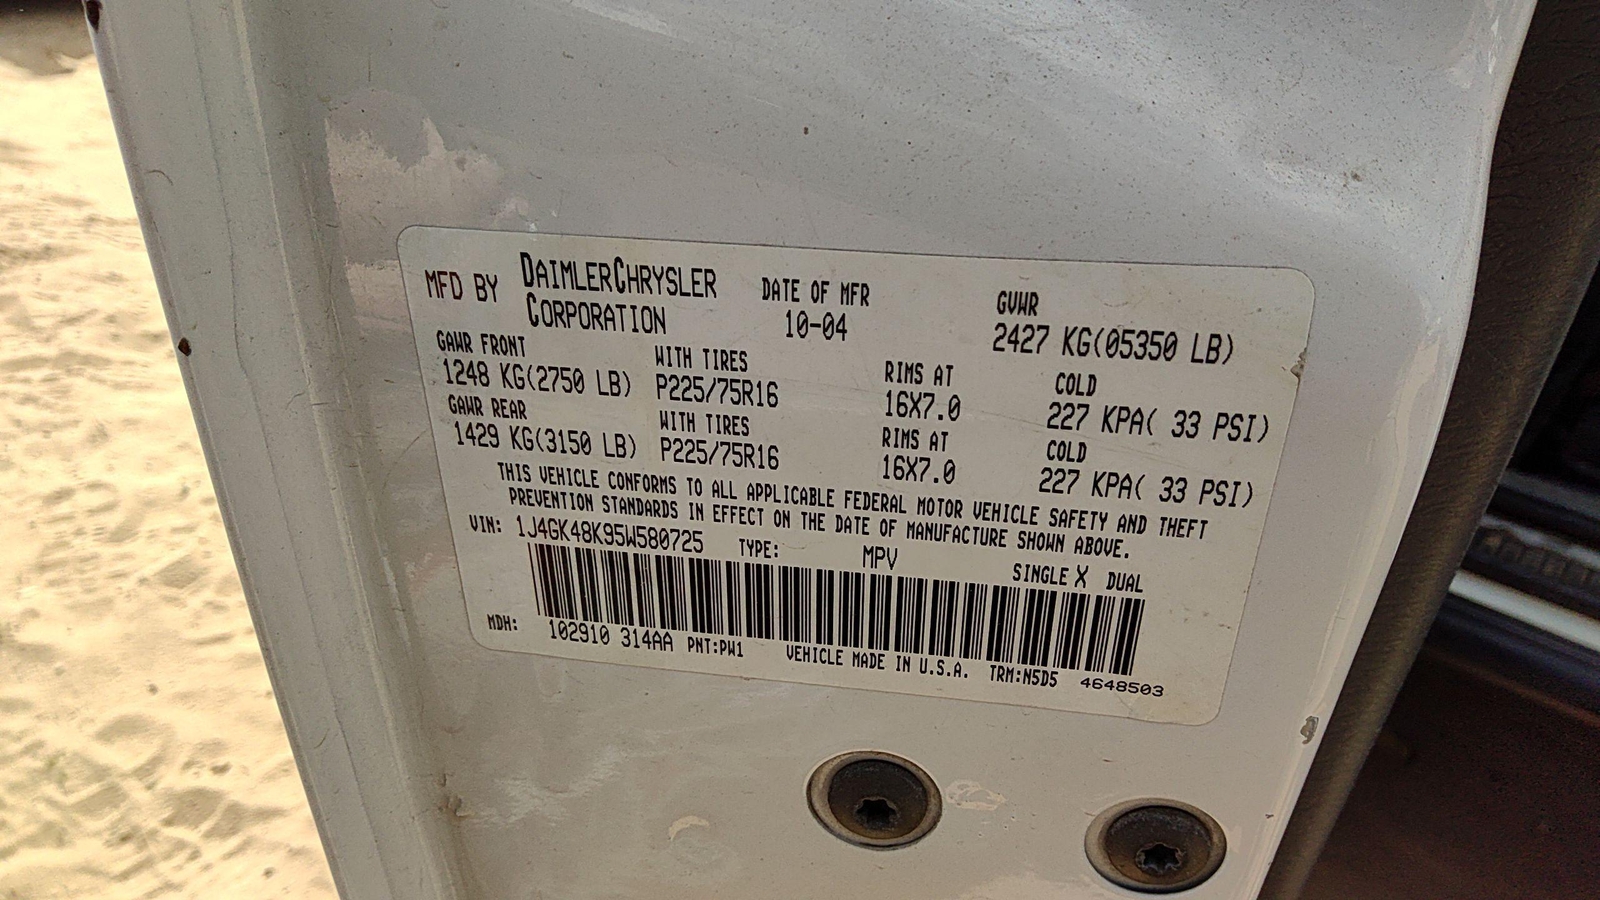 MFD BY DAIMLERCHRYSLER CORPORATION
DATE OF MFR
10-04
GVWR
2427 KG(05350 LB)
GAWR FRONT WITH TIRES RIMS AT COLD
1248 KG(2750 LB) P225/75R16 16X7.0 227 KPA( 33 PSI)
GAWR REAR WITH TIRES RIMS AT COLD
1429 KG(3150 LB) P225/75R16 16X7.0 227 KPA( 33 PSI)
THIS VEHICLE CONFORMS TO ALL APPLICABLE FEDERAL MOTOR VEHICLE SAFETY AND THEFT
PREVENTION STANDARDS IN EFFECT ON THE DATE OF MANUFACTURE SHOWN ABOVE.
VIN: 1J4GK48K95W580725 TYPE: MPV SINGLE X DUAL
MDH: 102910 314AA PNT:PW1 VEHICLE MADE IN U.S.A. TRM:N5D5 4648503